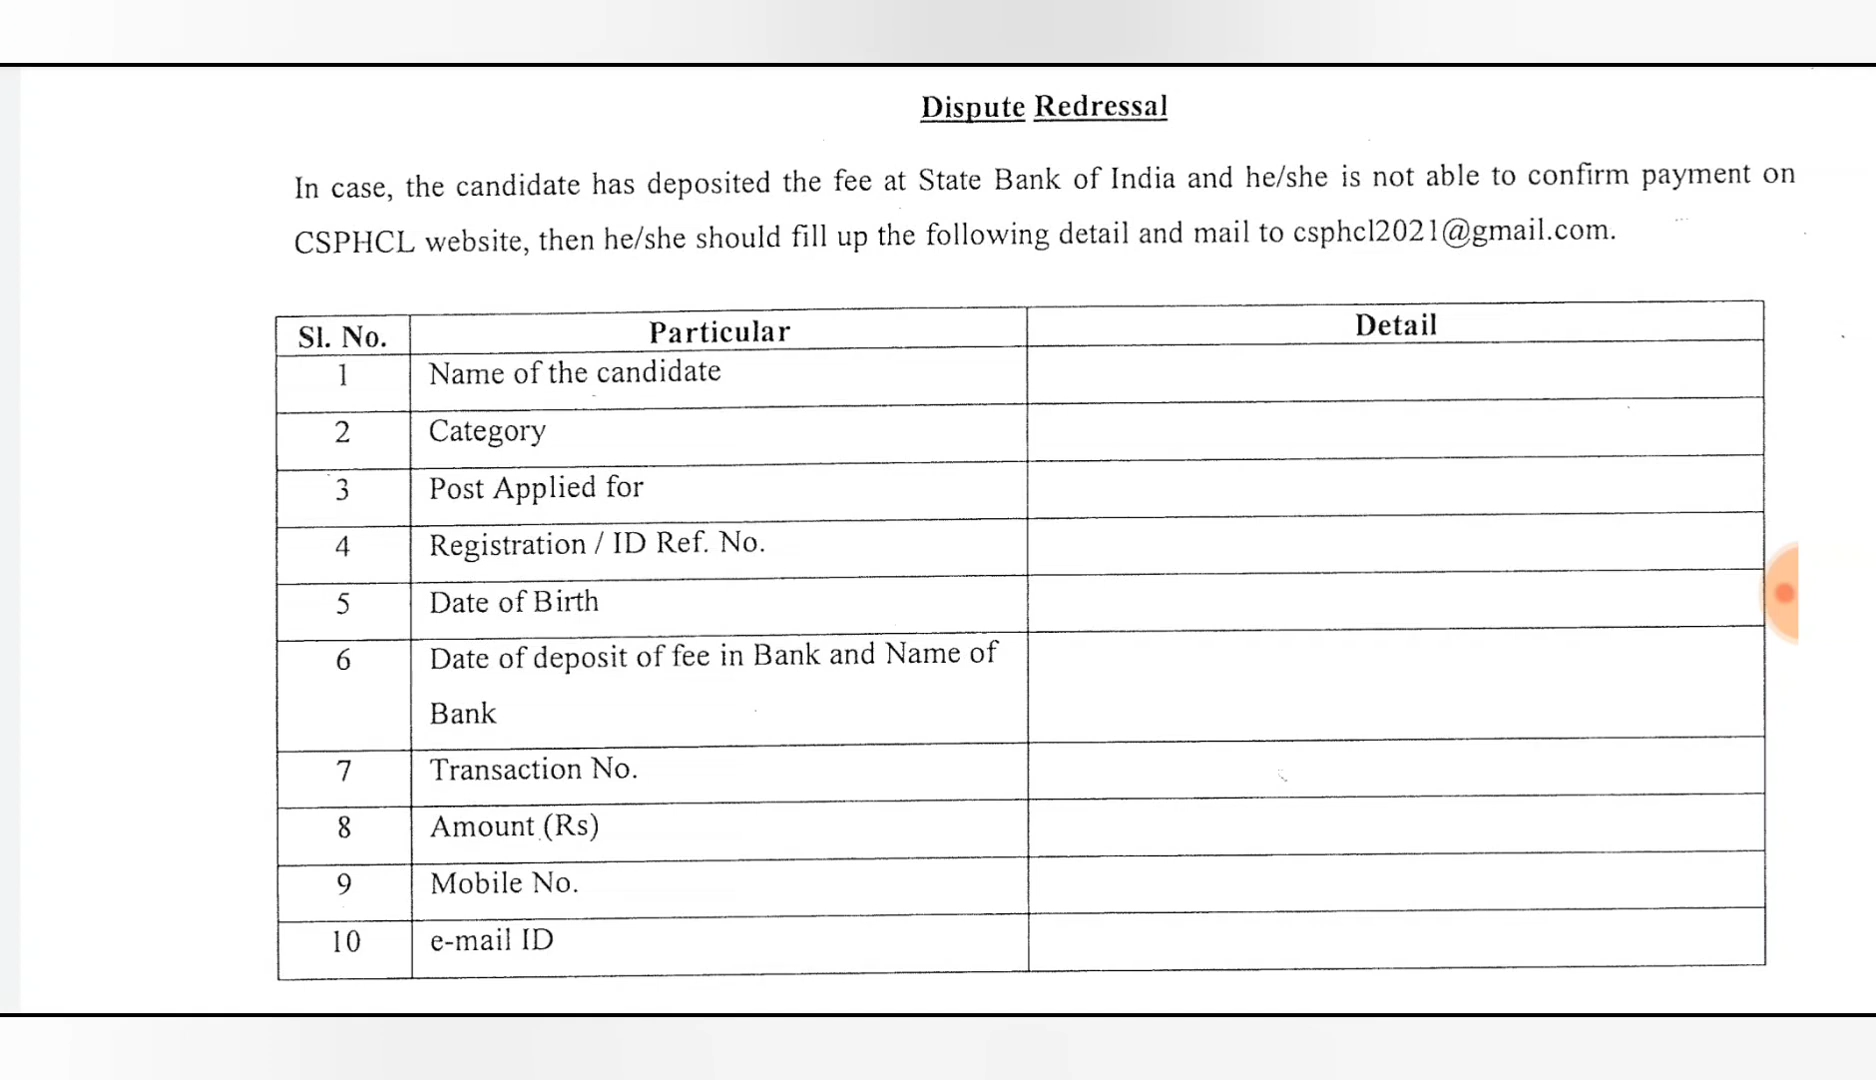 Dispute Redressal
In case, the candidate has deposited the fee at State Bank of India and he/she is not able to confirm payment on
CSPHCL website, then he/she should fill up the following detail and mail to csphcl2021@gmail.com.
Sl. No. Particular Detail
1 Name of the candidate
2 Category
3 Post Applied for
4 Registration / ID Ref. No.
5 Date of Birth
6 Date of deposit of fee in Bank and Name of
Bank
7 Transaction No.
8 Amount (Rs)
9 Mobile No.
10 e-mail ID